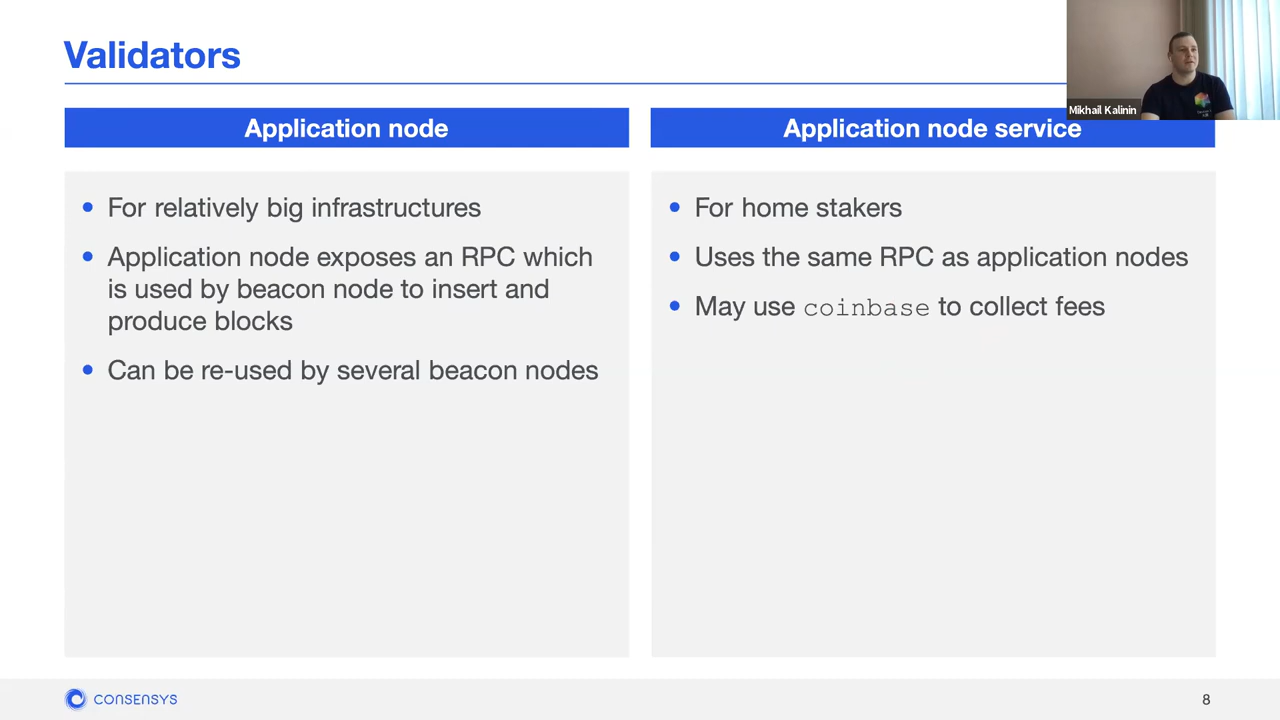 Validators
Mikhail Kalinin
Application node
Application node service
• For relatively big infrastructures
• Application node exposes an RPC which
is used by beacon node to insert and
produce blocks
• Can be re-used by several beacon nodes
• For home stakers
• Uses the same RPC as application nodes
• May use coinbase to collect fees
CONSENSYS
8